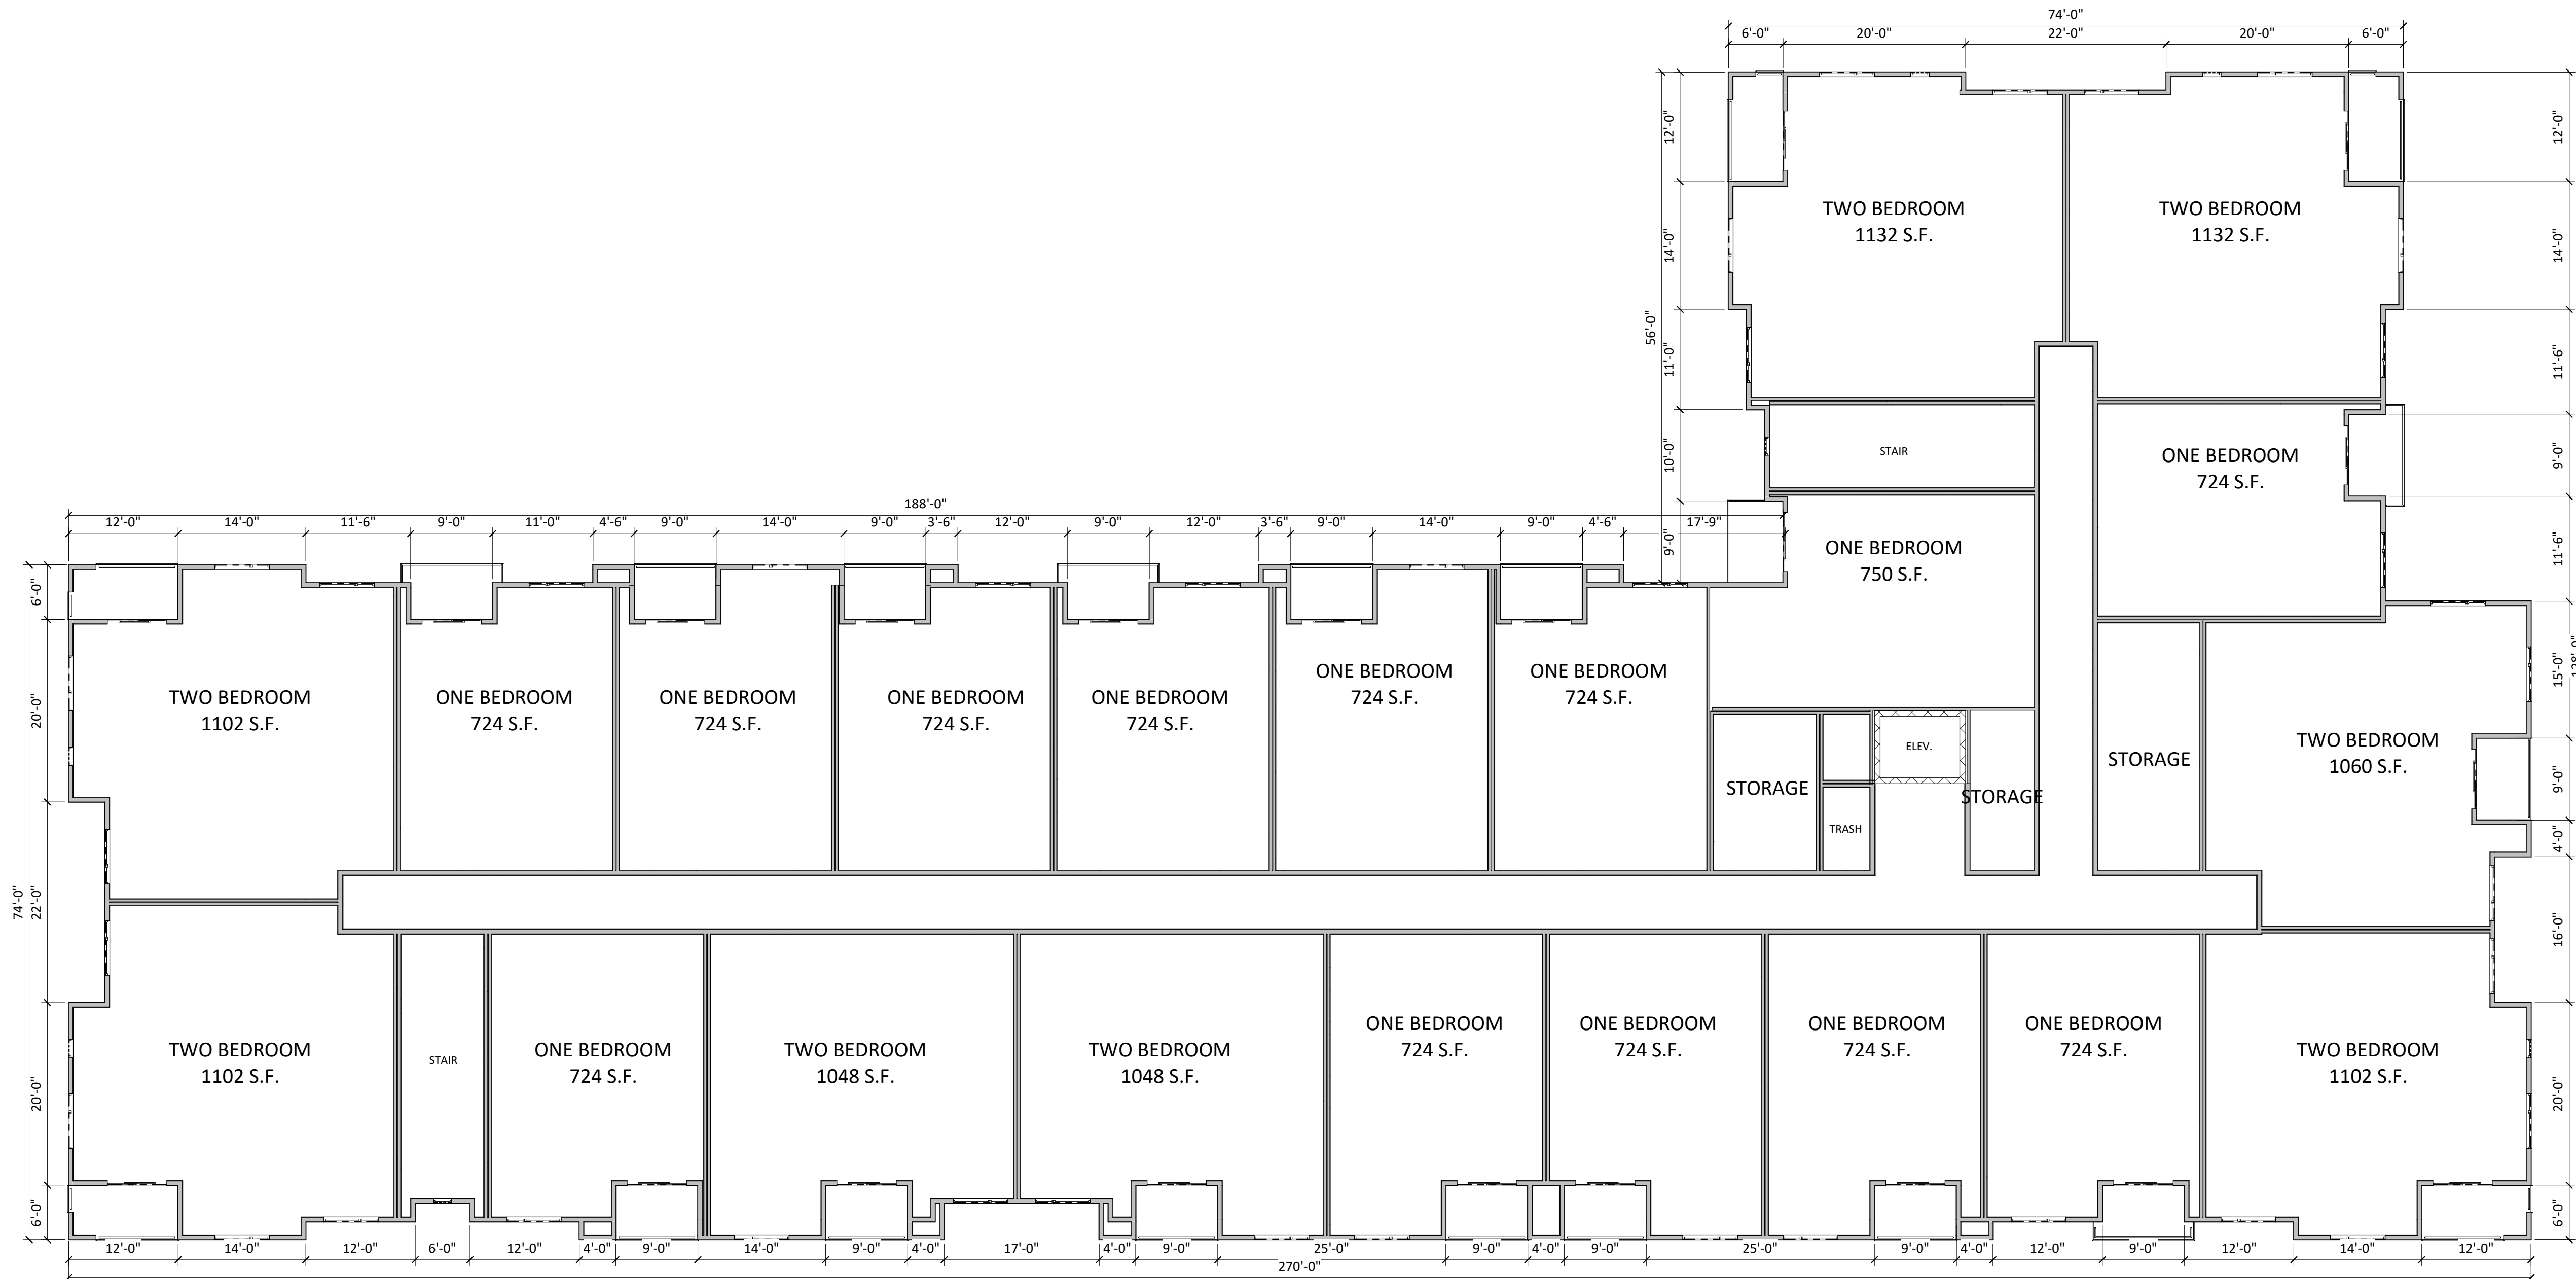 74'-0"
6'-0" 20'-0" 22'-0" 20'-0" 6'-0"
12'-0"
14'-0"
56'-0"
11'-0"
10'-0"
9'-0"
12'-0"
14'-0"
11'-6"
9'-0"
11'-6"
15'-0"
9'-0"
4'-0"
16'-0"
20'-0"
6'-0"
TWO BEDROOM
1132 S.F.
TWO BEDROOM
1132 S.F.
STAIR
ONE BEDROOM
724 S.F.
188'-0"
12'-0" 14'-0" 11'-6" 9'-0" 11'-0" 4'-6" 9'-0" 14'-0" 9'-0" 3'-6" 12'-0" 9'-0" 12'-0" 3'-6" 9'-0" 14'-0" 9'-0" 4'-6" 17'-9"
ONE BEDROOM
750 S.F.
6'-0"
20'-0"
74'-0"
22'-0"
20'-0"
6'-0"
TWO BEDROOM
1102 S.F.
ONE BEDROOM
724 S.F.
ONE BEDROOM
724 S.F.
ONE BEDROOM
724 S.F.
ONE BEDROOM
724 S.F.
ONE BEDROOM
724 S.F.
ONE BEDROOM
724 S.F.
STORAGE
TRASH
ELEV.
STORAGE
STORAGE
TWO BEDROOM
1060 S.F.
TWO BEDROOM
1102 S.F.
STAIR
ONE BEDROOM
724 S.F.
TWO BEDROOM
1048 S.F.
TWO BEDROOM
1048 S.F.
ONE BEDROOM
724 S.F.
ONE BEDROOM
724 S.F.
ONE BEDROOM
724 S.F.
ONE BEDROOM
724 S.F.
TWO BEDROOM
1102 S.F.
12'-0" 14'-0" 12'-0" 6'-0" 12'-0" 4'-0" 9'-0" 14'-0" 9'-0" 4'-0" 17'-0" 4'-0" 9'-0" 25'-0" 9'-0" 4'-0" 9'-0" 25'-0" 9'-0" 4'-0" 12'-0" 9'-0" 12'-0" 14'-0" 12'-0"
270'-0"